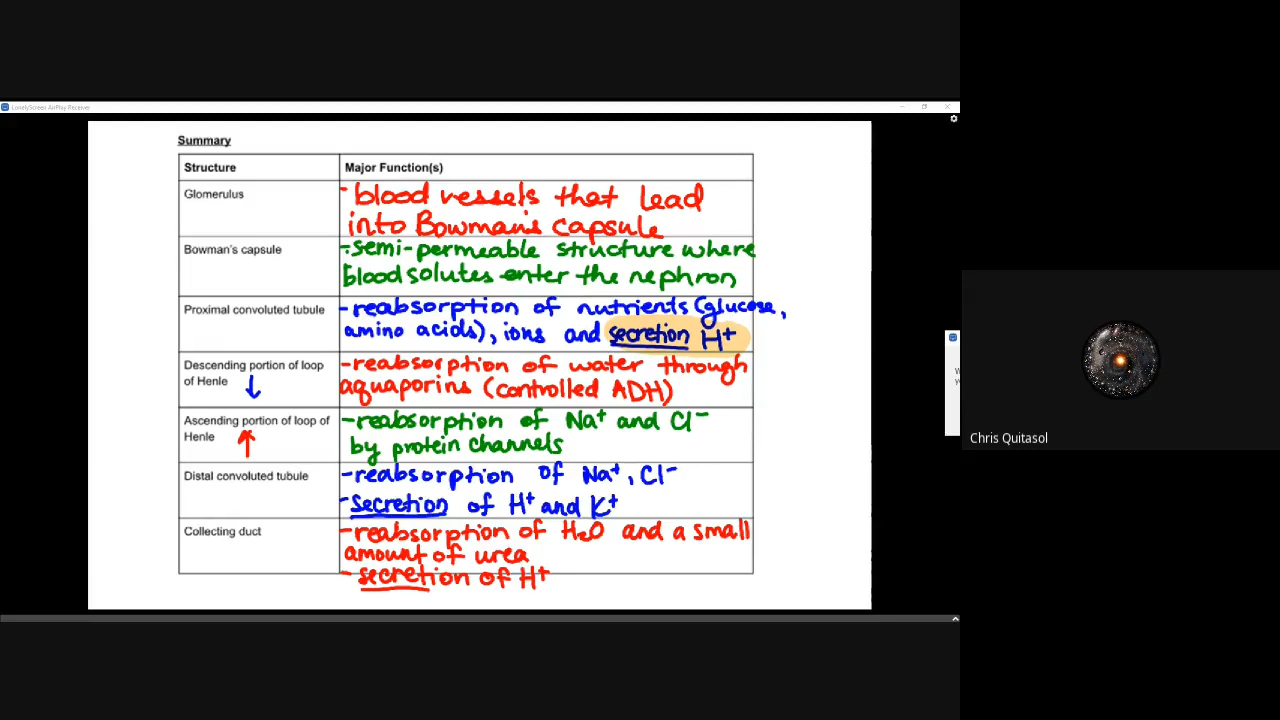 LonelyScreen AirPlay Receiver
Summary
Structure
Major Function(s)
Glomerulus
- blood vessels that lead
into Bowman's capsule
Bowman's capsule
- semi-permeable structure where
blood solutes enter the nephron
Proximal convoluted tubule
- reabsorption of nutrients (glucose,
amino acids), ions and secretion H+
Descending portion of loop
of Henle ↓
- reabsorption of water through
aquaporins (controlled ADH)
Ascending portion of loop of
Henle ↑
- reabsorption of Na+ and Cl-
by protein channels
Distal convoluted tubule
- reabsorption of Na+, Cl-
- secretion of H+ and K+
Collecting duct
- reabsorption of H2O and a small
amount of urea
- secretion of H+
Chris Quitasol